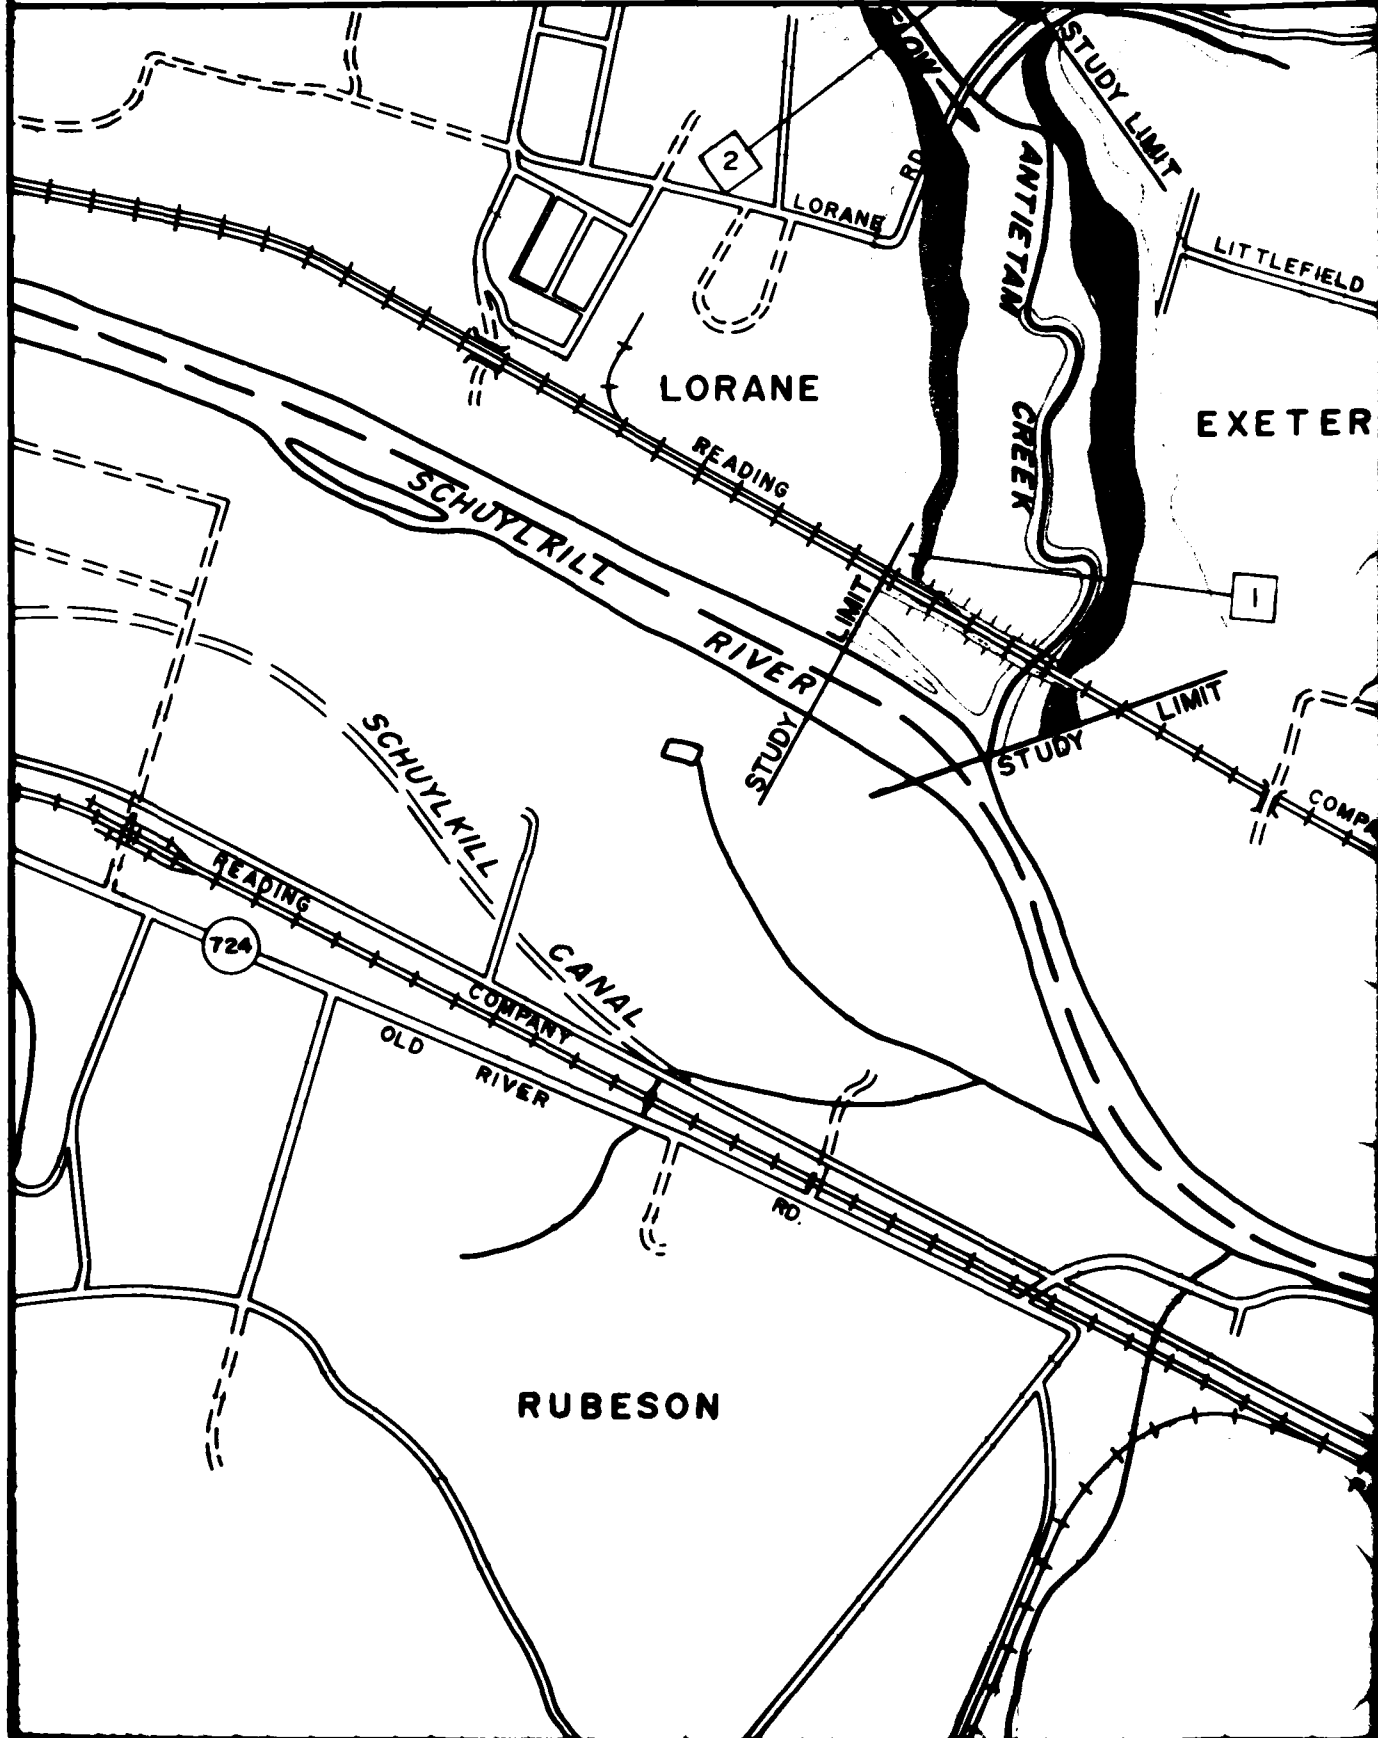 FLOW
STUDY LIMIT
2
RD.
LORANE
ANTIETAM
CREEK
LITTLEFIELD
LORANE
EXETER
READING
SCHUYLKILL
RIVER
STUDY LIMIT
1
STUDY LIMIT
SCHUYLKILL
CANAL
READING
COMPANY
724
OLD
RIVER
RD.
RUBESON